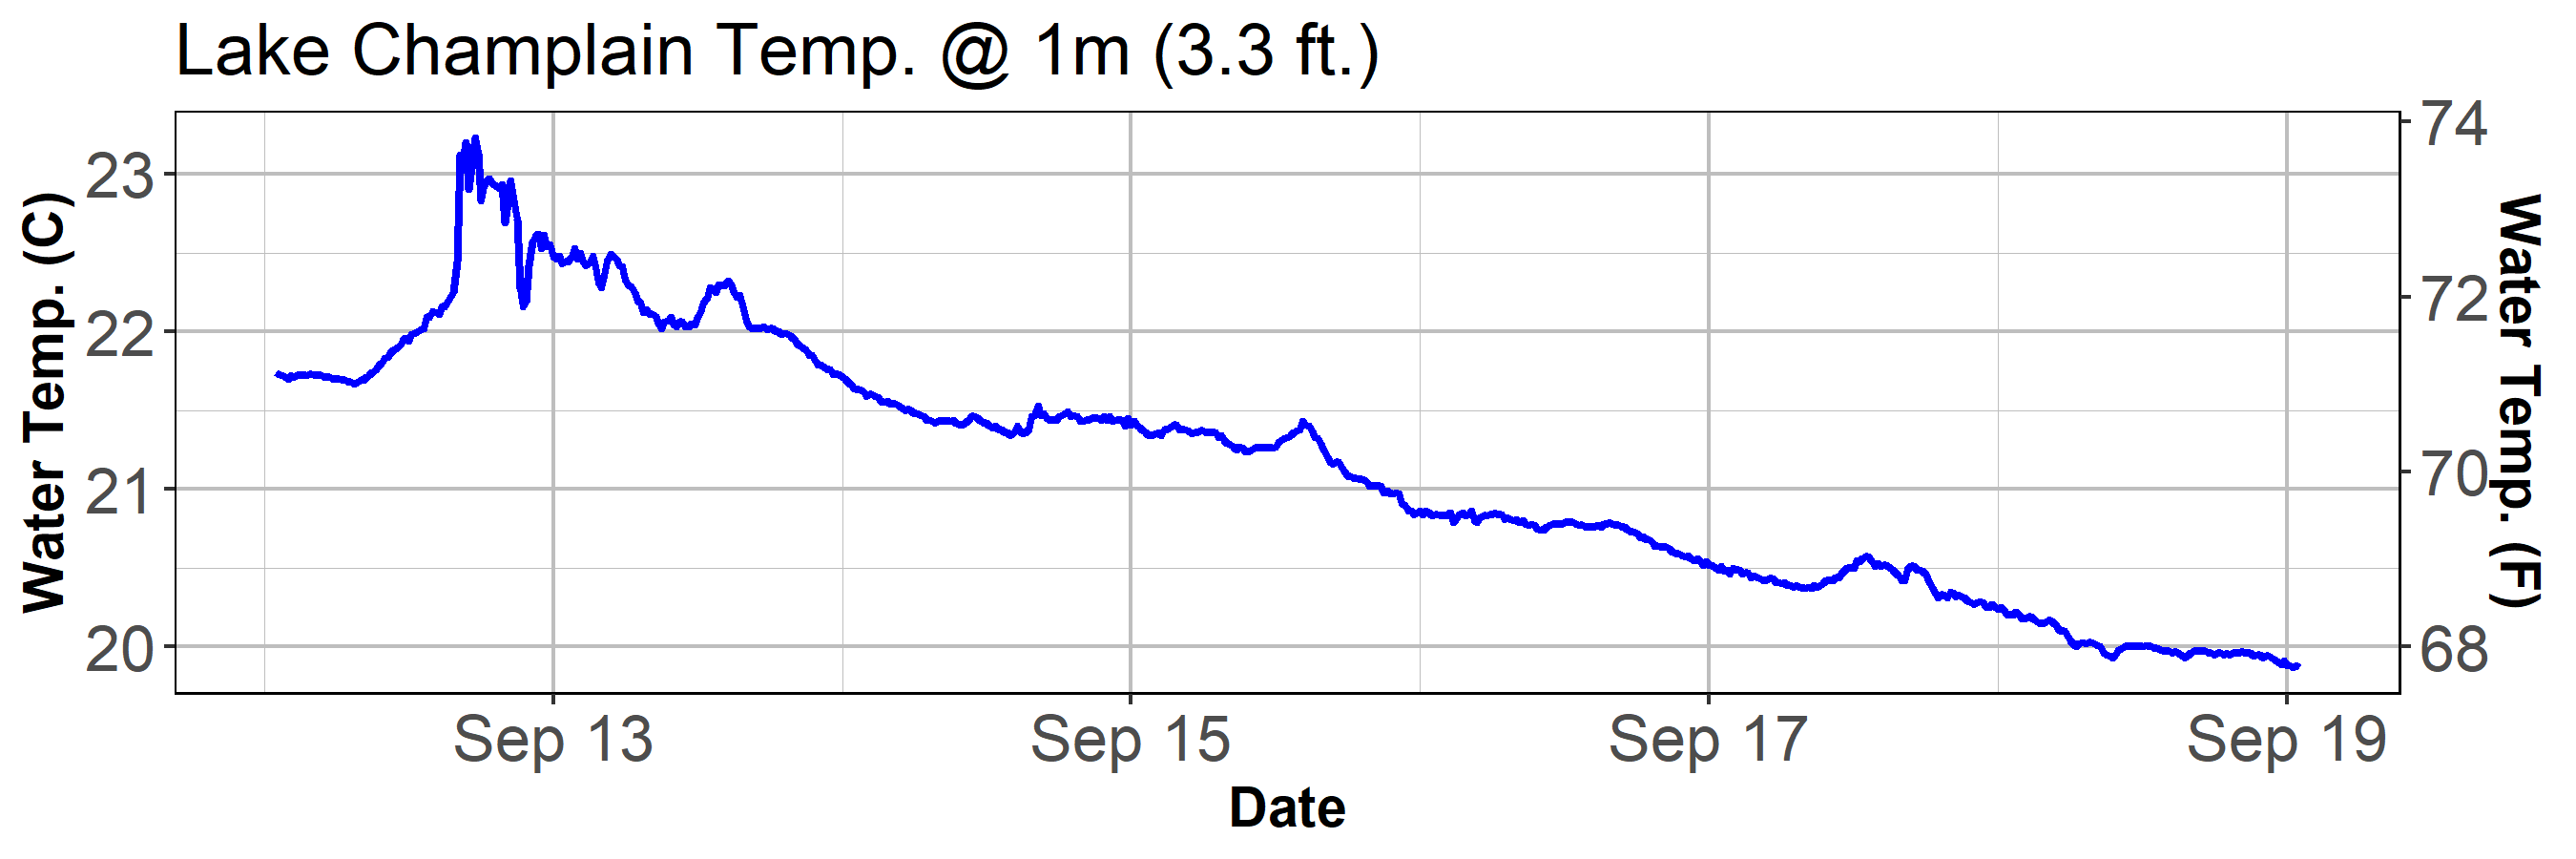 Lake Champlain Temp. @ 1m (3.3 ft.)
Water Temp. (C)
23
22
21
20
74
72
70
68
Water Temp. (F)
Sep 13
Sep 15
Sep 17
Sep 19
Date